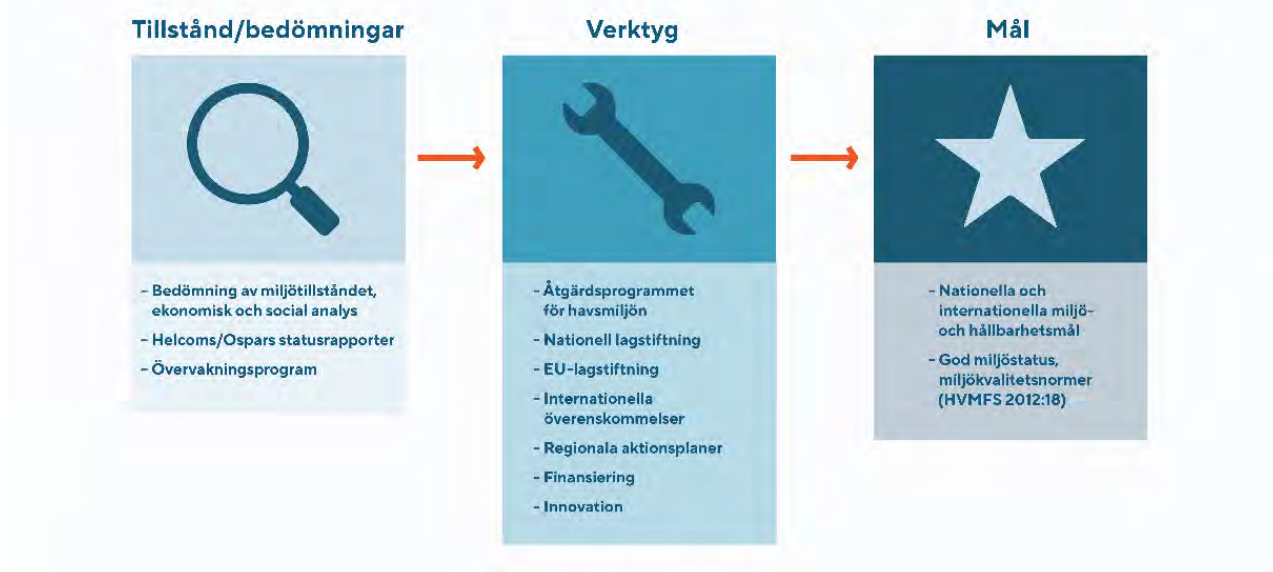 Tillstånd/bedömningar
– Bedömning av miljötillståndet,
ekonomisk och social analys
– Helcoms/Ospars statusrapporter
– Övervakningsprogram
Verktyg
– Åtgärdsprogrammet
för havsmiljön
– Nationell lagstiftning
– EU-lagstiftning
– Internationella
överenskommelser
– Regionala aktionsplaner
– Finansiering
– Innovation
Mål
– Nationella och
internationella miljö-
och hållbarhetsmål
– God miljöstatus,
miljökvalitetsnormer
(HVMFS 2012:18)